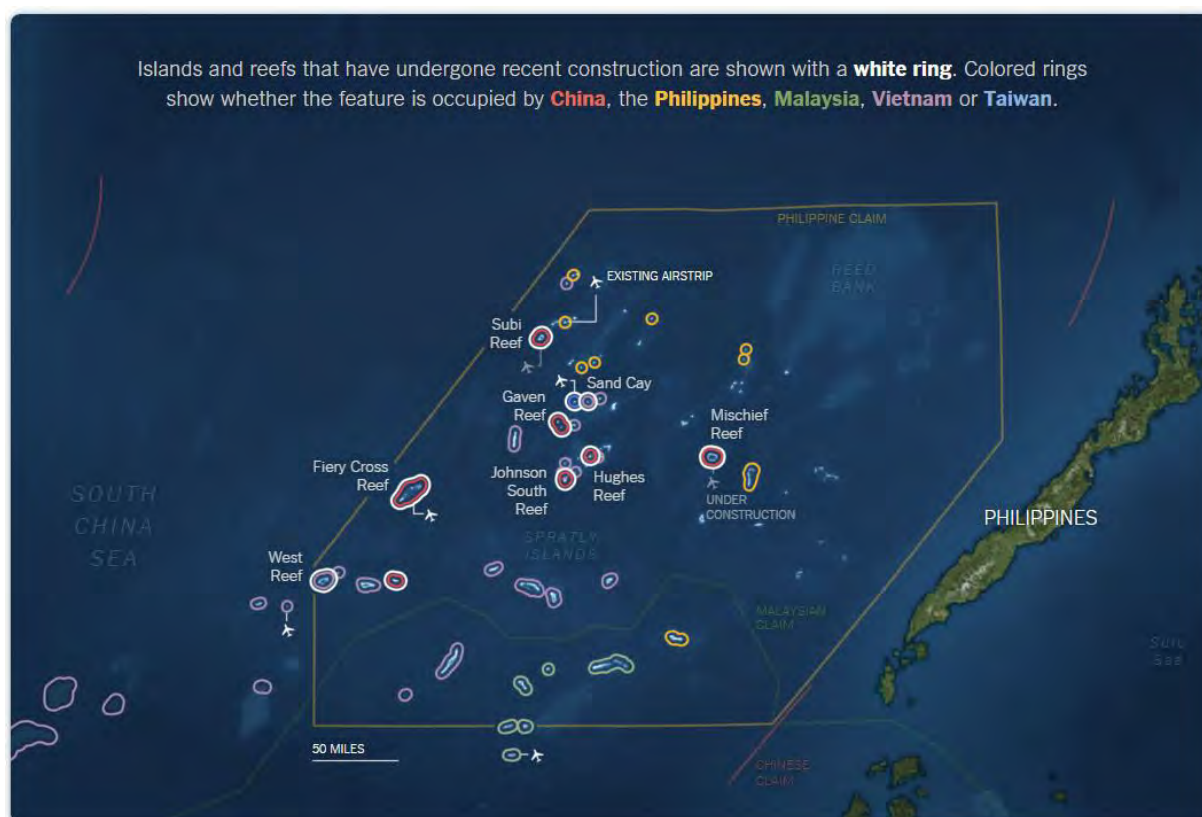 Islands and reefs that have undergone recent construction are shown with a white ring. Colored rings
show whether the feature is occupied by China, the Philippines, Malaysia, Vietnam or Taiwan.
PHILIPPINE CLAIM
REED
BANK
EXISTING AIRSTRIP
Subi
Reef
Sand Cay
Gaven
Reef
Mischief
Reef
Fiery Cross
Reef
Johnson
South
Reef
Hughes
Reef
UNDER
CONSTRUCTION
SOUTH
CHINA
SEA
PHILIPPINES
SPRATLY
ISLANDS
West
Reef
MALAYSIAN
CLAIM
Sulu
Sea
50 MILES
CHINESE
CLAIM